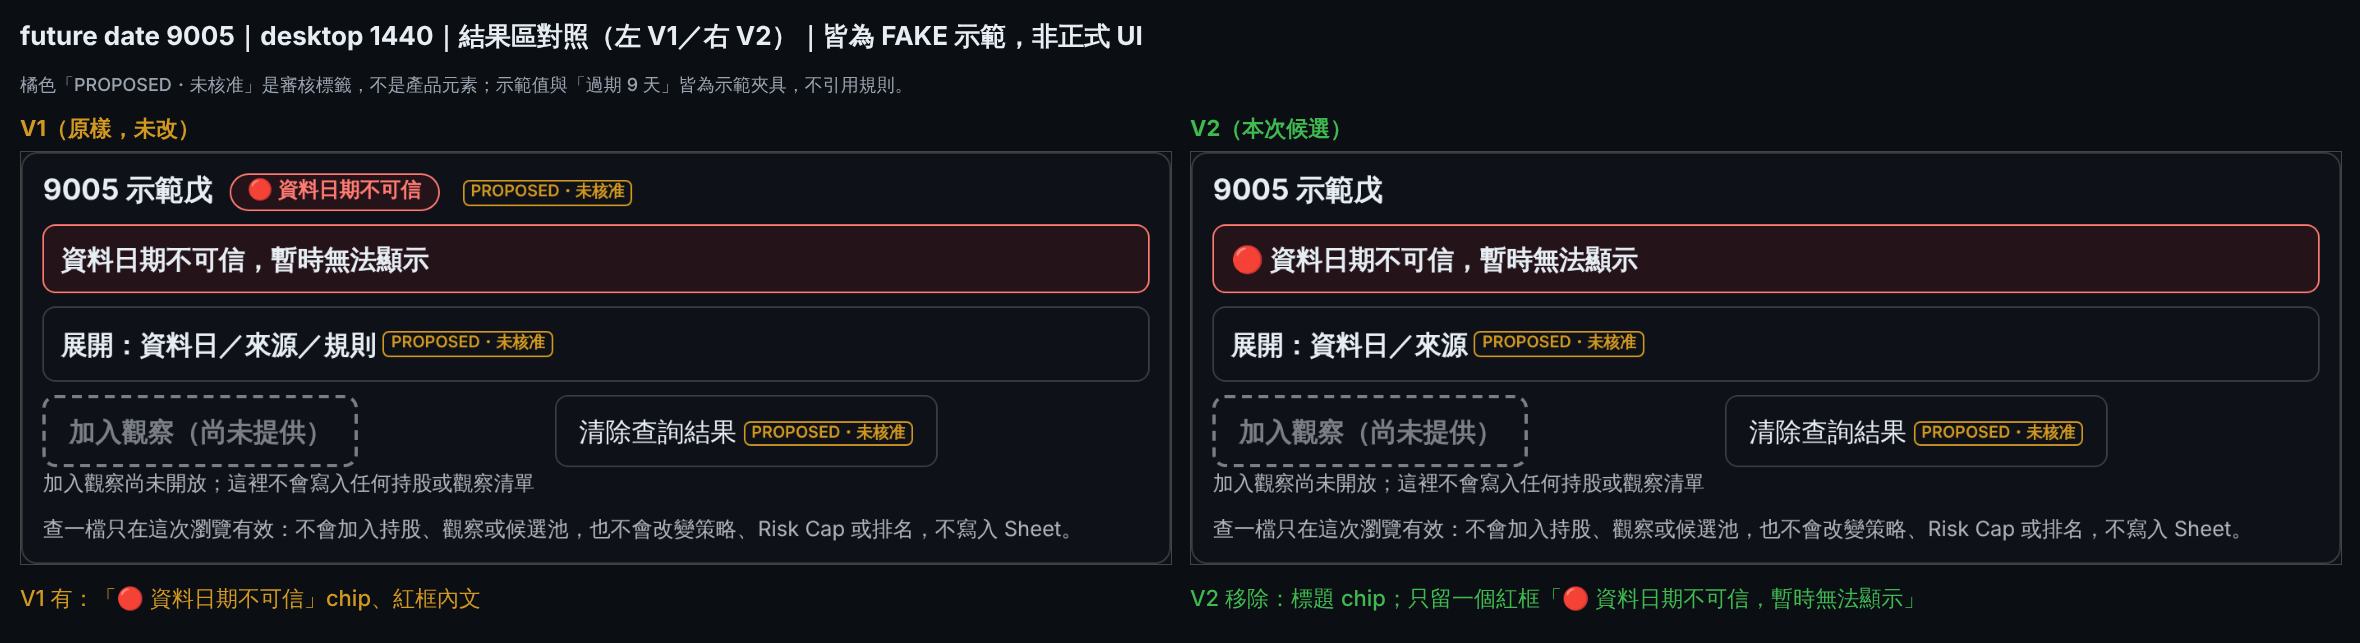 future date 9005｜desktop 1440｜結果區對照（左 V1／右 V2）｜皆為 FAKE 示範，非正式 UI
橘色「PROPOSED・未核准」是審核標籤，不是產品元素；示範值與「過期 9 天」皆為示範夾具，不引用規則。
V1（原樣，未改）
9005 示範戊 🔴 資料日期不可信 PROPOSED・未核准
資料日期不可信，暫時無法顯示
展開：資料日／來源／規則 PROPOSED・未核准
加入觀察（尚未提供） 清除查詢結果 PROPOSED・未核准
加入觀察尚未開放；這裡不會寫入任何持股或觀察清單
查一檔只在這次瀏覽有效：不會加入持股、觀察或候選池，也不會改變策略、Risk Cap 或排名，不寫入 Sheet。
V1 有：「🔴 資料日期不可信」chip、紅框內文
V2（本次候選）
9005 示範戊
🔴 資料日期不可信，暫時無法顯示
展開：資料日／來源 PROPOSED・未核准
加入觀察（尚未提供） 清除查詢結果 PROPOSED・未核准
加入觀察尚未開放；這裡不會寫入任何持股或觀察清單
查一檔只在這次瀏覽有效：不會加入持股、觀察或候選池，也不會改變策略、Risk Cap 或排名，不寫入 Sheet。
V2 移除：標題 chip；只留一個紅框「🔴 資料日期不可信，暫時無法顯示」